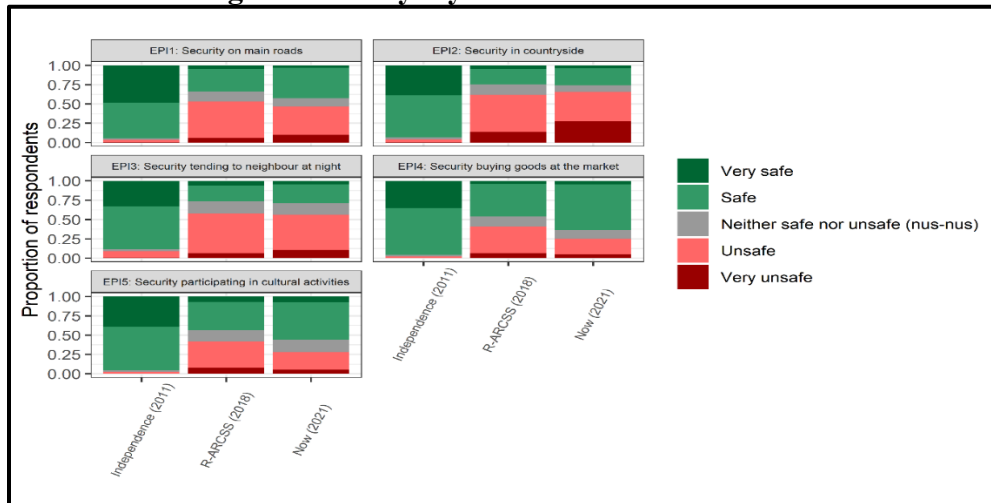 EPI1: Security on main roads
EPI2: Security in countryside
1.00
0.75
0.50
0.25
0.00
EPI3: Security tending to neighbour at night
EPI4: Security buying goods at the market
1.00
0.75
0.50
0.25
0.00
EPI5: Security participating in cultural activities
1.00
0.75
0.50
0.25
0.00
Proportion of respondents
Independence (2011)
R-ARCSS (2018)
Now (2021)
Independence (2011)
R-ARCSS (2018)
Now (2021)
Very safe
Safe
Neither safe nor unsafe (nus-nus)
Unsafe
Very unsafe